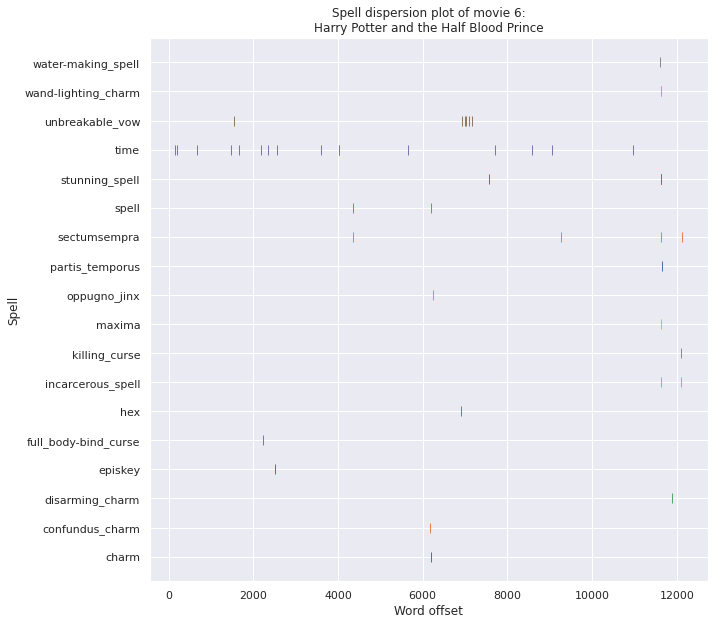 Spell dispersion plot of movie 6:
Harry Potter and the Half Blood Prince
water-making_spell
wand-lighting_charm
unbreakable_vow
time
stunning_spell
spell
sectumsempra
partis_temporus
oppugno_jinx
maxima
killing_curse
incarcerous_spell
hex
full_body-bind_curse
episkey
disarming_charm
confundus_charm
charm
Spell
0 2000 4000 6000 8000 10000 12000
Word offset